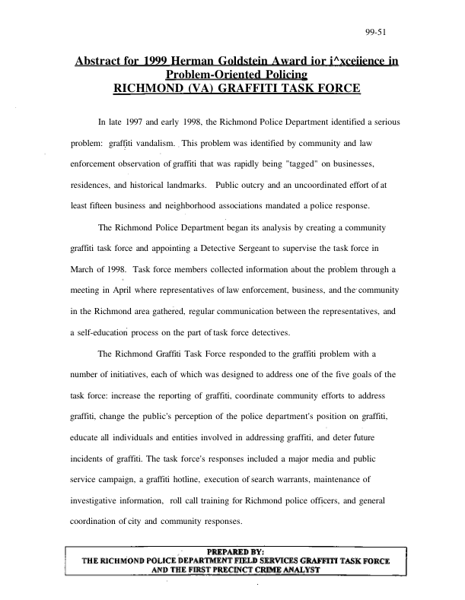 99-51
Abstract for 1999 Herman Goldstein Award ior j^xceiience in
Problem-Oriented Policing
RICHMOND (VA) GRAFFITI TASK FORCE
In late 1997 and early 1998, the Richmond Police Department identified a serious
problem: graffiti vandalism. This problem was identified by community and law
enforcement observation of graffiti that was rapidly being "tagged" on businesses,
residences, and historical landmarks. Public outcry and an uncoordinated effort of at
least fifteen business and neighborhood associations mandated a police response.
The Richmond Police Department began its analysis by creating a community
graffiti task force and appointing a Detective Sergeant to supervise the task force in
March of 1998. Task force members collected information about the problem through a
meeting in April where representatives of law enforcement, business, and the community
in the Richmond area gathered, regular communication between the representatives, and
a self-education process on the part of task force detectives.
The Richmond Graffiti Task Force responded to the graffiti problem with a
number of initiatives, each of which was designed to address one of the five goals of the
task force: increase the reporting of graffiti, coordinate community efforts to address
graffiti, change the public's perception of the police department's position on graffiti,
educate all individuals and entities involved in addressing graffiti, and deter future
incidents of graffiti. The task force's responses included a major media and public
service campaign, a graffiti hotline, execution of search warrants, maintenance of
investigative information, roll call training for Richmond police officers, and general
coordination of city and community responses.
PREPARED BY:
THE RICHMOND POLICE DEPARTMENT FIELD SERVICES GRAFFITI TASK FORCE
AND THE FIRST PRECINCT CRIME ANALYST